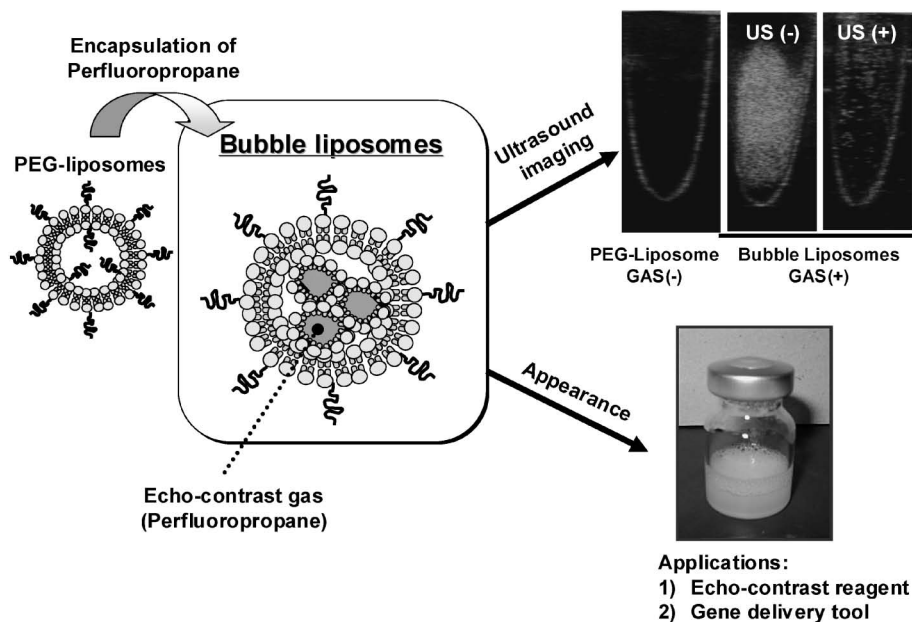 Encapsulation of
Perfluoropropane
PEG-liposomes
Bubble liposomes
Echo-contrast gas
(Perfluoropropane)
Ultrasound
imaging
US (-)
US (+)
PEG-Liposome
GAS(-)
Bubble Liposomes
GAS(+)
Appearance
Applications:
1) Echo-contrast reagent
2) Gene delivery tool